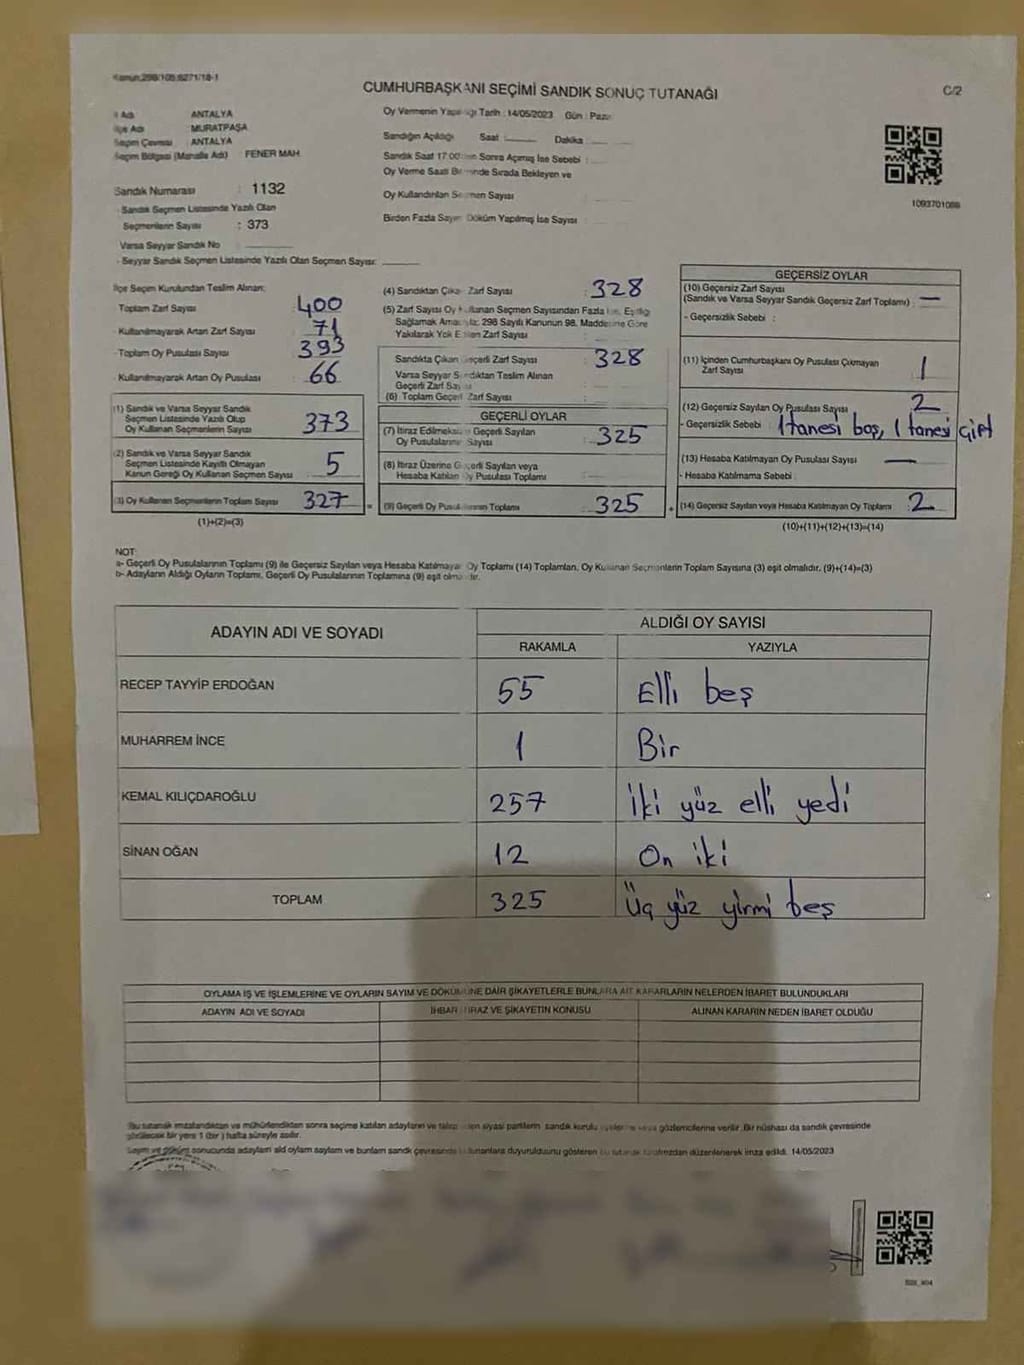 Kanun:298/105;6271/18-1
CUMHURBAŞKANI SEÇİMİ SANDIK SONUÇ TUTANAĞI
C/2
İl Adı ANTALYA
İlçe Adı : MURATPAŞA
Seçim Çevresi : ANTALYA
Seçim Bölgesi (Mahalle Adı) FENER MAH
Sandık Numarası : 1132
- Sandık Seçmen Listesinde Yazılı Olan
Seçmenlerin Sayısı : 373
Varsa Seyyar Sandık No
- Seyyar Sandık Seçmen Listesinde Yazılı Olan Seçmen Sayısı:
Oy Vermenin Yapıldığı Tarih : 14/05/2023 Gün : Pazar
Sandığın Açıldığı Saat Dakika
Sandık Saat 17:00'den Sonra Açılmış İse Sebebi :
Oy Verme Saati Bitiminde Sırada Bekleyen ve
Oy Kullandırılan Seçmen Sayısı
Birden Fazla Sayım Döküm Yapılmış İse Sayısı
1093701088
İlçe Seçim Kurulundan Teslim Alınan:
Toplam Zarf Sayısı : 400
- Kullanılmayarak Artan Zarf Sayısı : 71
- Toplam Oy Pusulası Sayısı : 393
- Kullanılmayarak Artan Oy Pusulası : 66
(1) Sandık ve Varsa Seyyar Sandık
Seçmen Listesinde Yazılı Olup
Oy Kullanan Seçmenlerin Sayısı : 373
(2) Sandık ve Varsa Seyyar Sandık
Seçmen Listesinde Kayıtlı Olmayan
Kanun Gereği Oy Kullanan Seçmen Sayısı : 5
(3) Oy Kullanan Seçmenlerin Toplam Sayısı : 327
(1)+(2)=(3)
(4) Sandıktan Çıkan Zarf Sayısı : 328
(5) Zarf Sayısı Oy Kullanan Seçmen Sayısından Fazla İse, Eşitliği
Sağlamak Amacıyla; 298 Sayılı Kanunun 98. Maddesine Göre
Yakılarak Yok Edilen Zarf Sayısı
Sandıkta Çıkan Geçerli Zarf Sayısı : 328
Varsa Seyyar Sandıktan Teslim Alınan
Geçerli Zarf Sayısı
(6) Toplam Geçerli Zarf Sayısı
GEÇERLİ OYLAR
(7) İtiraz Edilmeksizin Geçerli Sayılan
Oy Pusulalarının Sayısı : 325
(8) İtiraz Üzerine Geçerli Sayılan veya
Hesaba Katılan Oy Pusulası Toplamı
= (9) Geçerli Oy Pusulalarının Toplamı : 325
GEÇERSİZ OYLAR
(10) Geçersiz Zarf Sayısı
(Sandık ve Varsa Seyyar Sandık Geçersiz Zarf Toplamı) : —
- Geçersizlik Sebebi :
(11) İçinden Cumhurbaşkanı Oy Pusulası Çıkmayan
Zarf Sayısı 1
(12) Geçersiz Sayılan Oy Pusulası Sayısı : 2
- Geçersizlik Sebebi : 1 tanesi boş, 1 tanesi çift
(13) Hesaba Katılmayan Oy Pusulası Sayısı : —
- Hesaba Katılmama Sebebi
+ (14) Geçersiz Sayılan veya Hesaba Katılmayan Oy Toplamı : 2
(10)+(11)+(12)+(13)=(14)
NOT:
a- Geçerli Oy Pusulalarının Toplamı (9) ile Geçersiz Sayılan veya Hesaba Katılmayan Oy Toplamı (14) Toplamları, Oy Kullanan Seçmenlerin Toplam Sayısına (3) eşit olmalıdır. (9)+(14)=(3)
b- Adayların Aldığı Oyların Toplamı, Geçerli Oy Pusulalarının Toplamına (9) eşit olmalıdır.
ADAYIN ADI VE SOYADI
ALDIĞI OY SAYISI
RAKAMLA YAZIYLA
RECEP TAYYİP ERDOĞAN 55 Elli beş
MUHARREM İNCE 1 Bir
KEMAL KILIÇDAROĞLU 257 İki yüz elli yedi
SİNAN OĞAN 12 On iki
TOPLAM 325 Üç yüz yirmi beş
OYLAMA İŞ VE İŞLEMLERİNE VE OYLARIN SAYIM VE DÖKÜMÜNE DAİR ŞİKAYETLERLE BUNLARA AİT KARARLARIN NELERDEN İBARET BULUNDUKLARI
ADAYIN ADI VE SOYADI İHBAR İTİRAZ VE ŞİKAYETİN KONUSU ALINAN KARARIN NEDEN İBARET OLDUĞU
Bu tutanak imzalandıktan ve mühürlendikten sonra seçime katılan adayların ve talep eden siyasi partilerin sandık kurulu üyelerine veya gözlemcilerine verilir. Bir nüshası da sandık çevresinde
görülecek bir yere 1 (bir) hafta süreyle asılır.
Sayım ve döküm sonucunda adayların aldı oyların sayıları ve bunların sandık çevresinde bulunanlara duyurulduğunu gösteren bu tutanak tarafımızdan düzenlenerek imza edildi. 14/05/2023